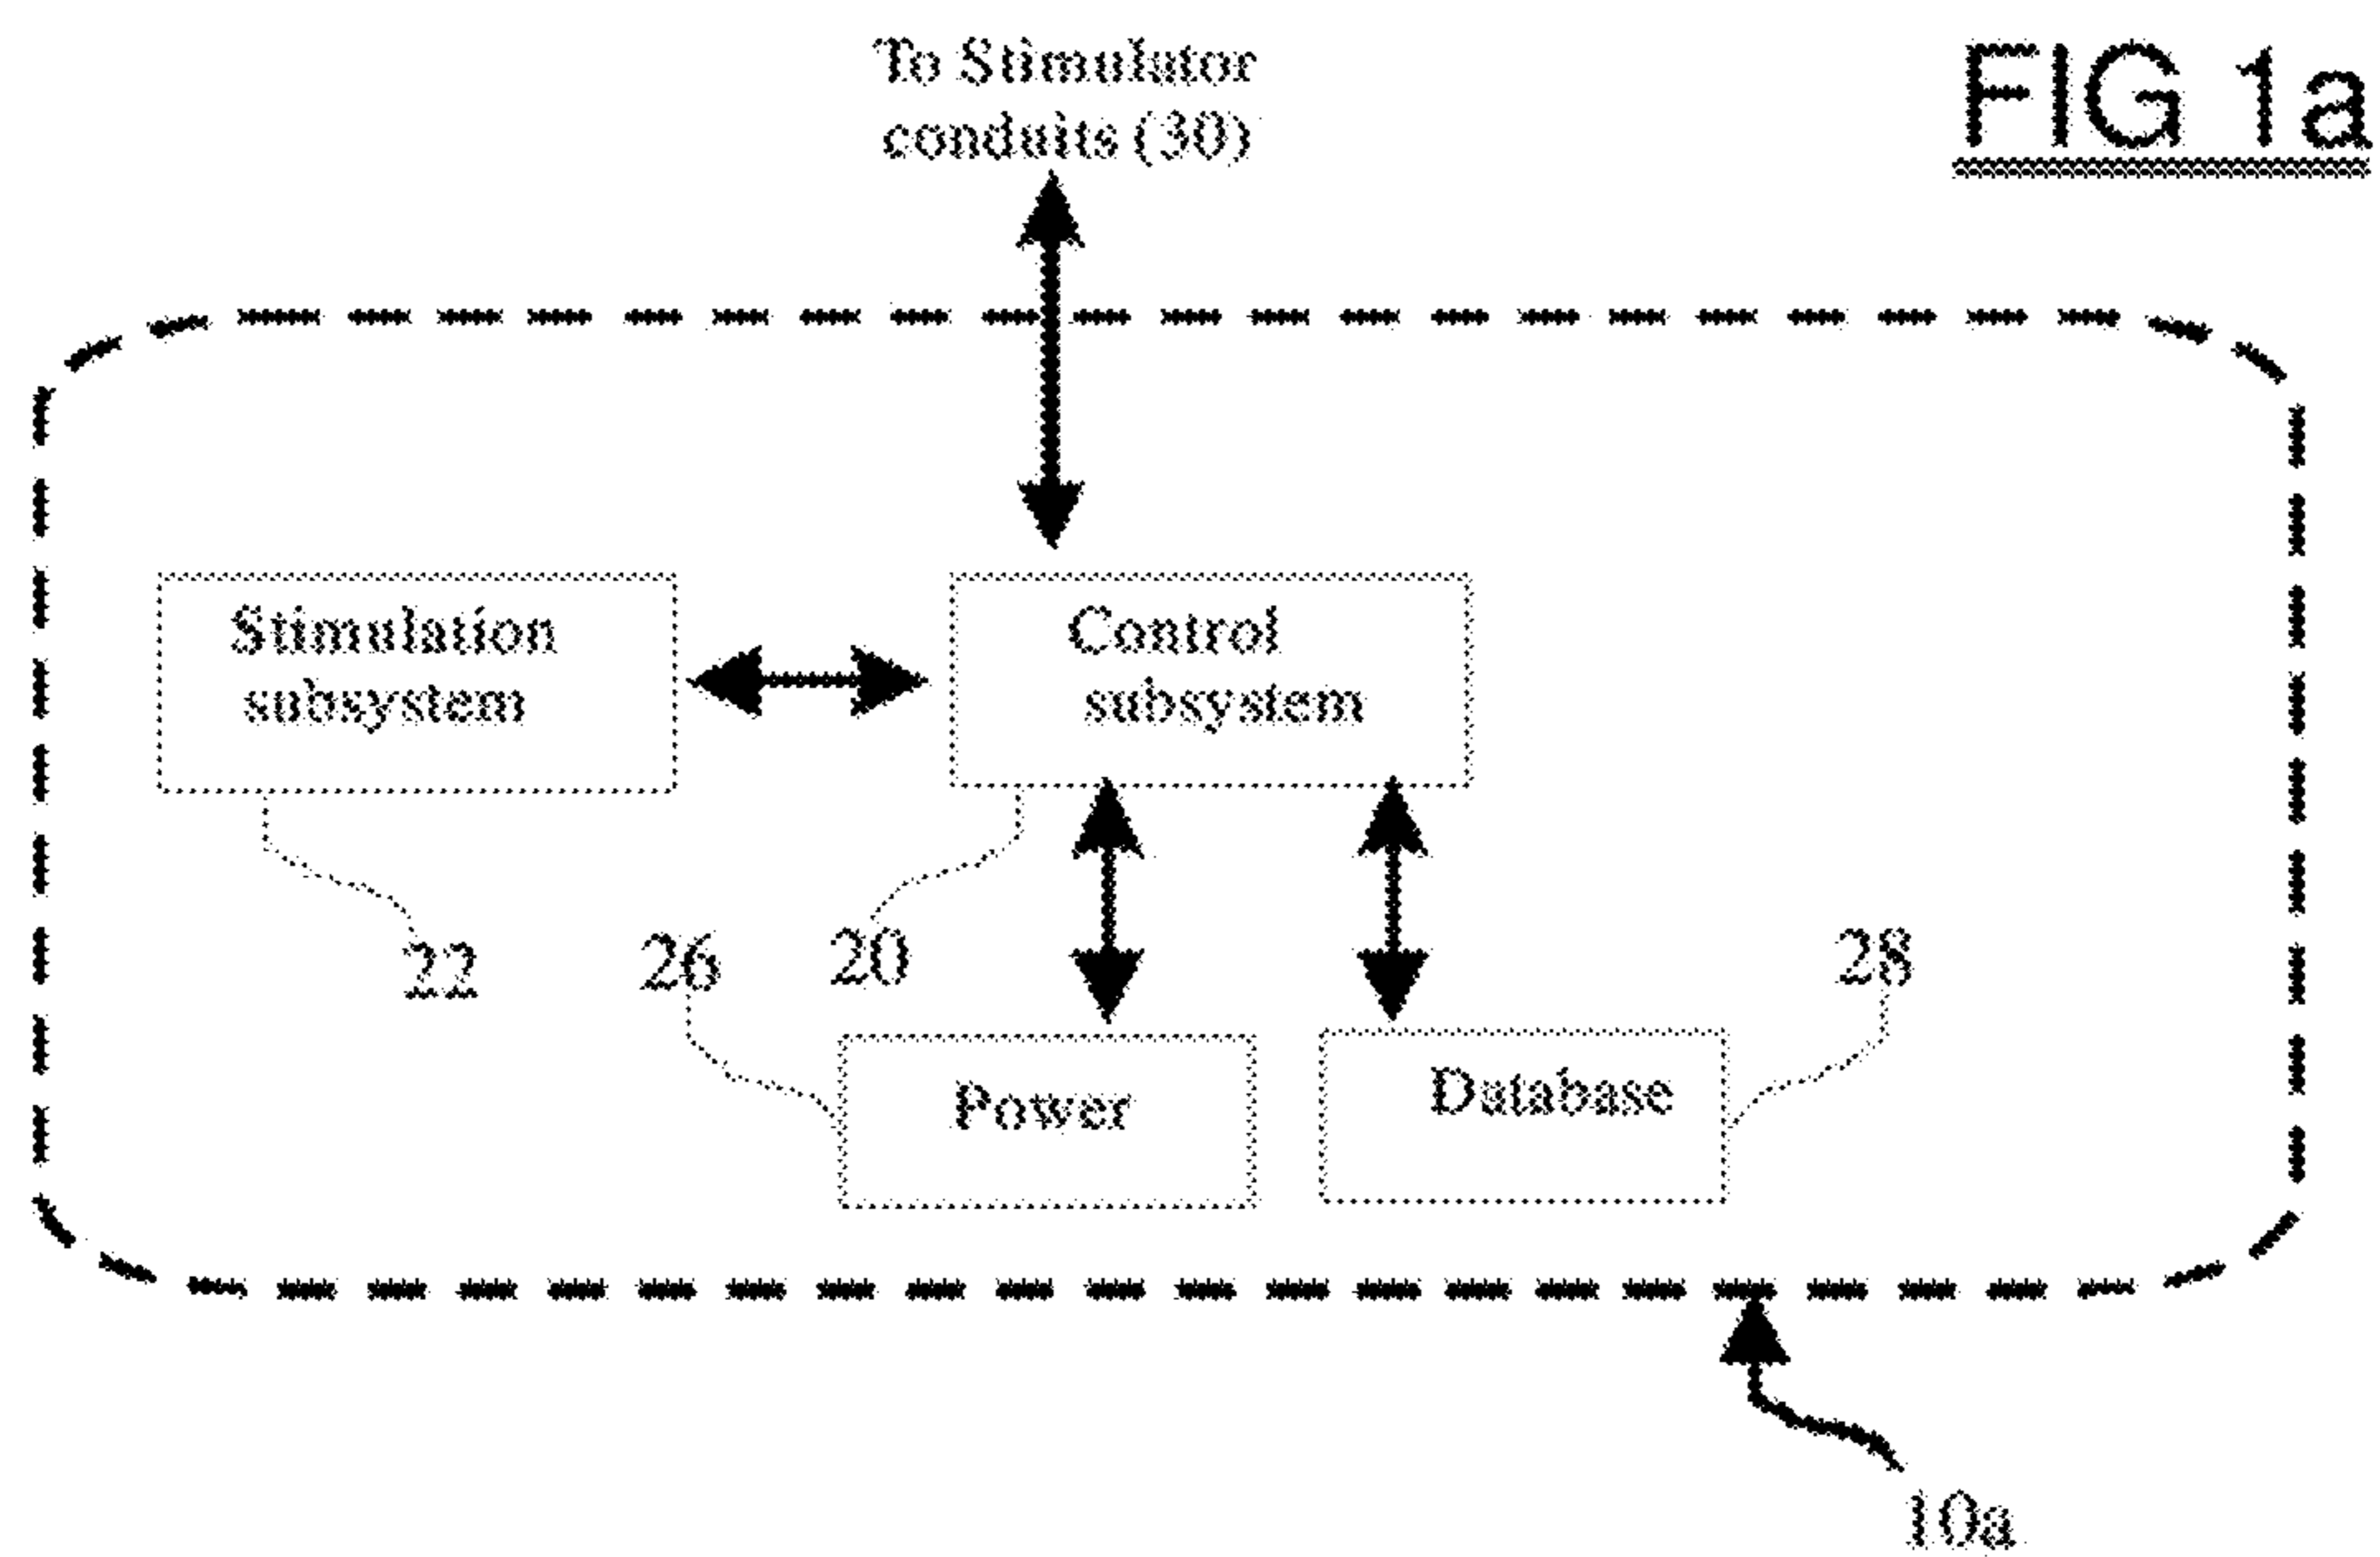 FIG 1a
To Stimulator
conduits (30)
Stimulation
subsystem
Control
subsystem
22
26
20
28
Power
Database
10a